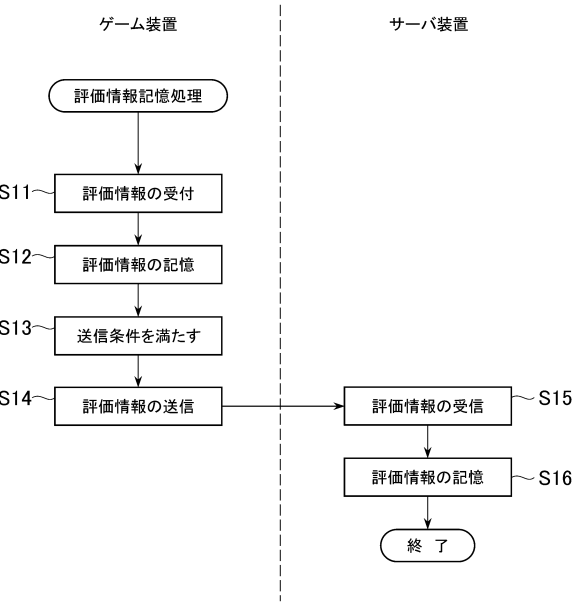 ゲーム装置
サーバ装置
評価情報記憶処理
S11
評価情報の受付
S12
評価情報の記憶
S13
送信条件を満たす
S14
評価情報の送信
評価情報の受信
S15
評価情報の記憶
S16
終 了